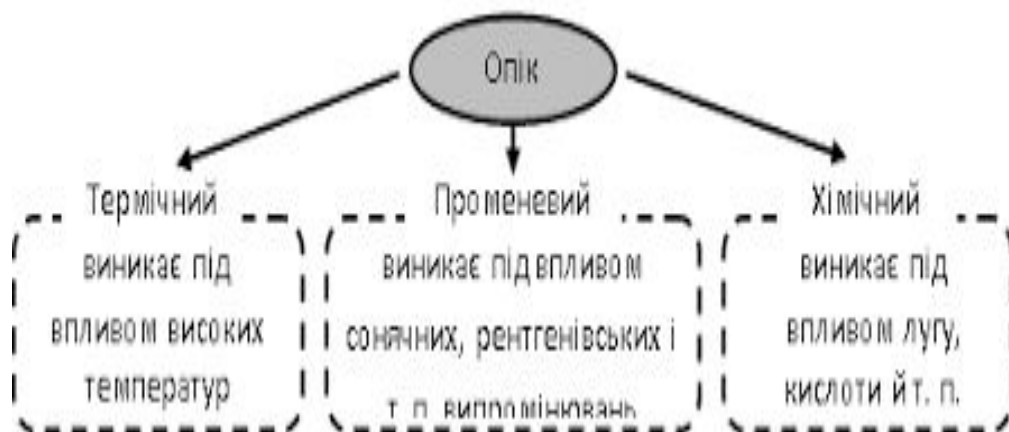 Опік
Термічний
виникає під
впливом високих
температур
Променевий
виникає під впливом
сонячних, рентгенівських і
т. п. випромінювань
Хімічний
виникає під
впливом лугу,
кислоти й т. п.